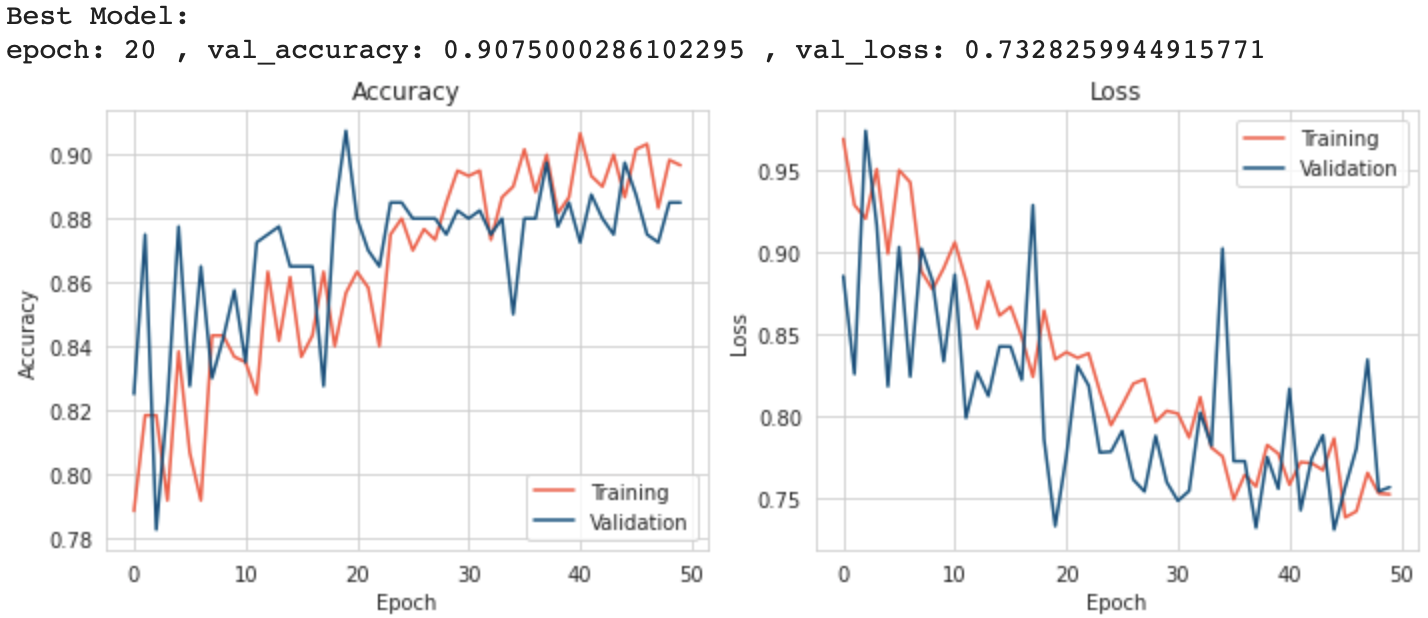 Best Model:
epoch: 20 , val_accuracy: 0.9075000286102295 , val_loss: 0.7328259944915771
Accuracy
0.90
0.88
0.86
0.84
0.82
0.80
0.78
Accuracy
0 10 20 30 40 50
Epoch
Training
Validation
Loss
0.95
0.90
0.85
0.80
0.75
Loss
0 10 20 30 40 50
Epoch
Training
Validation